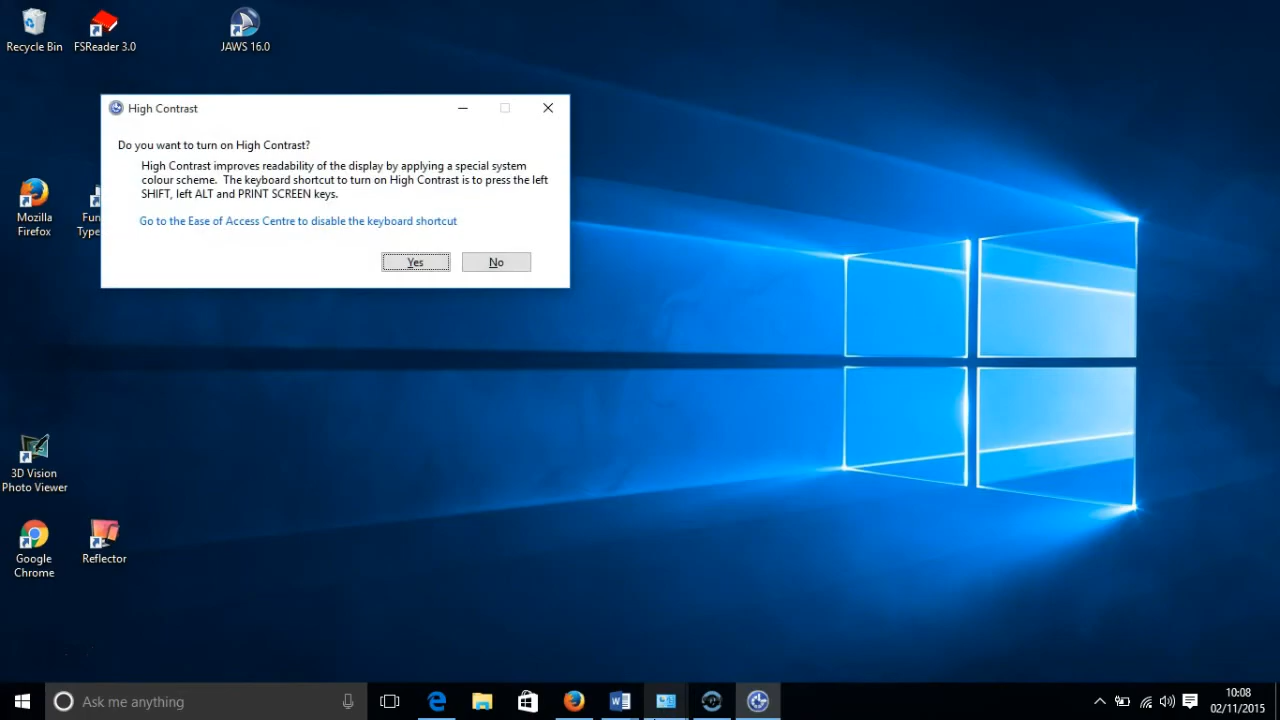 Recycle Bin
FSReader 3.0
JAWS 16.0
High Contrast
Do you want to turn on High Contrast?
High Contrast improves readability of the display by applying a special system
colour scheme. The keyboard shortcut to turn on High Contrast is to press the left
SHIFT, left ALT and PRINT SCREEN keys.
Go to the Ease of Access Centre to disable the keyboard shortcut
Yes
No
Mozilla
Firefox
Fun
Type
3D Vision
Photo Viewer
Google
Chrome
Reflector
Ask me anything
10:08
02/11/2015